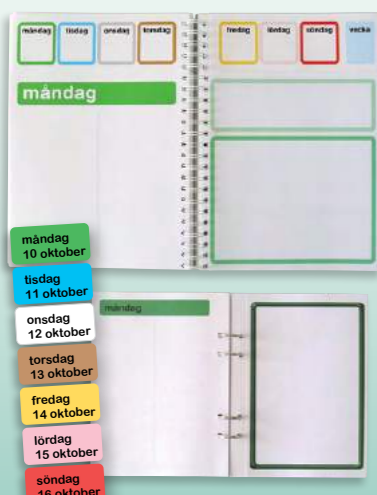 måndag tisdag onsdag torsdag fredag lördag söndag vecka
måndag
måndag
10 oktober
tisdag
11 oktober
onsdag
12 oktober
torsdag
13 oktober
fredag
14 oktober
lördag
15 oktober
söndag
16 oktober
måndag